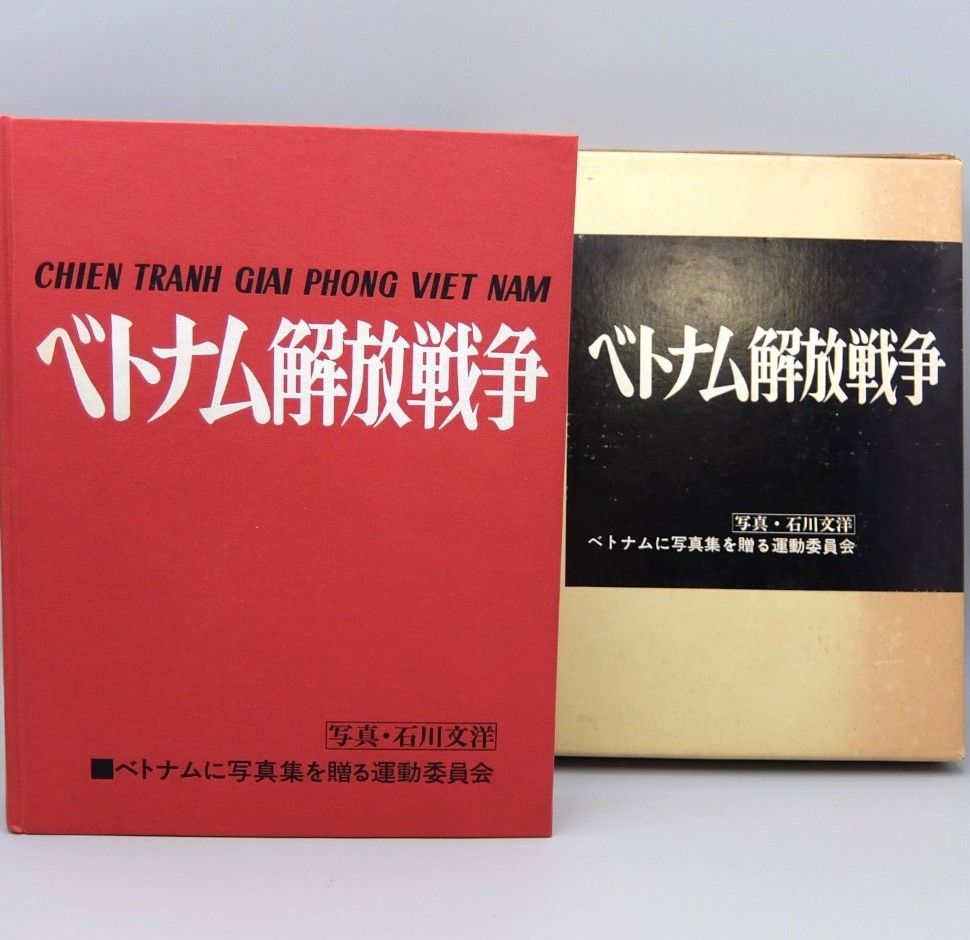 CHIEN TRANH GIAI PHONG VIET NAM
ベトナム解放戦争
写真・石川文洋
■ベトナムに写真集を贈る運動委員会
ベトナム解放戦争
写真・石川文洋
ベトナムに写真集を贈る運動委員会